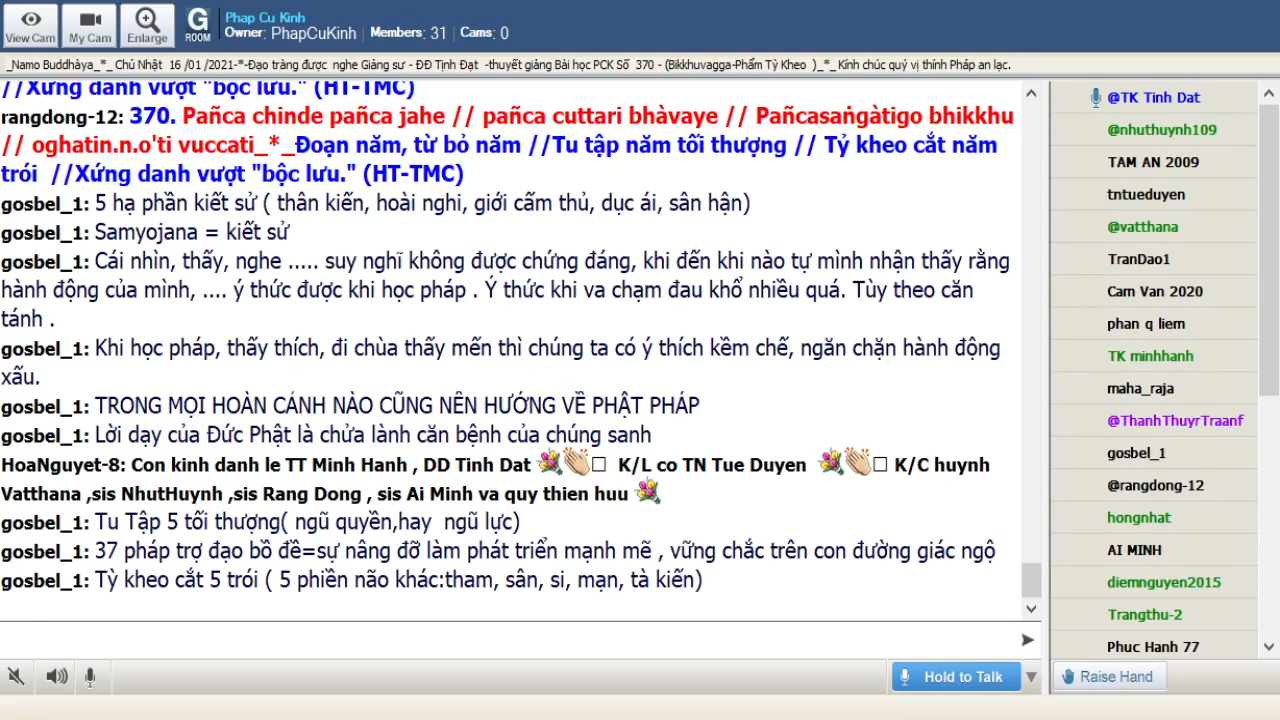 View Cam
My Cam
Enlarge
G
ROOM
Phap Cu Kinh
Owner: PhapCuKinh
Members: 31
Cams: 0
_Namo Buddhàya_*_ Chủ Nhật 16 /01 /2021-*-Đạo tràng được nghe Giảng sư - ĐĐ Tịnh Đạt -thuyết giảng Bài học PCK Số 370 - (Bikkhuvagga-Phẩm Tỳ Kheo )_*_Kính chúc quý vị thính Pháp an lạc.
//Xứng danh vượt "bộc lưu." (HT-TMC)
rangdong-12: 370. Pañca chinde pañca jahe // pañca cuttari bhàvaye // Pañcasaṅgàtigo bhikkhu
// oghatin.n.o'ti vuccati_*_Đoạn năm, từ bỏ năm //Tu tập năm tối thượng // Tỷ kheo cắt năm
trói //Xứng danh vượt "bộc lưu." (HT-TMC)
gosbel_1: 5 hạ phần kiết sử ( thân kiến, hoài nghi, giới cấm thủ, dục ái, sân hận)
gosbel_1: Samyojana = kiết sử
gosbel_1: Cái nhìn, thấy, nghe ..... suy nghĩ không được chứng đáng, khi đến khi nào tự mình nhận thấy rằng
hành động của mình, .... ý thức được khi học pháp . Ý thức khi va chạm đau khổ nhiều quá. Tùy theo căn
tánh .
gosbel_1: Khi học pháp, thấy thích, đi chùa thấy mến thì chúng ta có ý thích kềm chế, ngăn chặn hành động
xấu.
gosbel_1: TRONG MỌI HOÀN CẢNH NÀO CŨNG NÊN HƯỚNG VỀ PHẬT PHÁP
gosbel_1: Lời dạy của Đức Phật là chửa lành căn bệnh của chúng sanh
HoaNguyet-8: Con kinh danh le TT Minh Hanh , DD Tinh Dat 💐👏□ K/L co TN Tue Duyen 💐👏□ K/C huynh
Vatthana ,sis NhutHuynh ,sis Rang Dong , sis Ai Minh va quy thien huu 💐
gosbel_1: Tu Tập 5 tối thượng( ngũ quyền,hay ngũ lực)
gosbel_1: 37 pháp trợ đạo bồ đề=sự nâng đỡ làm phát triển mạnh mẽ , vững chắc trên con đường giác ngộ
gosbel_1: Tỳ kheo cắt 5 trói ( 5 phiền não khác:tham, sân, si, mạn, tà kiến)
@TK Tinh Dat
@nhuthuynh109
TAM AN 2009
tntueduyen
@vatthana
TranDao1
Cam Van 2020
phan q liem
TK minhhanh
maha_raja
@ThanhThuyrTraanf
gosbel_1
@rangdong-12
hongnhat
AI MINH
diemnguyen2015
Trangthu-2
Phuc Hanh 77
Hold to Talk
Raise Hand